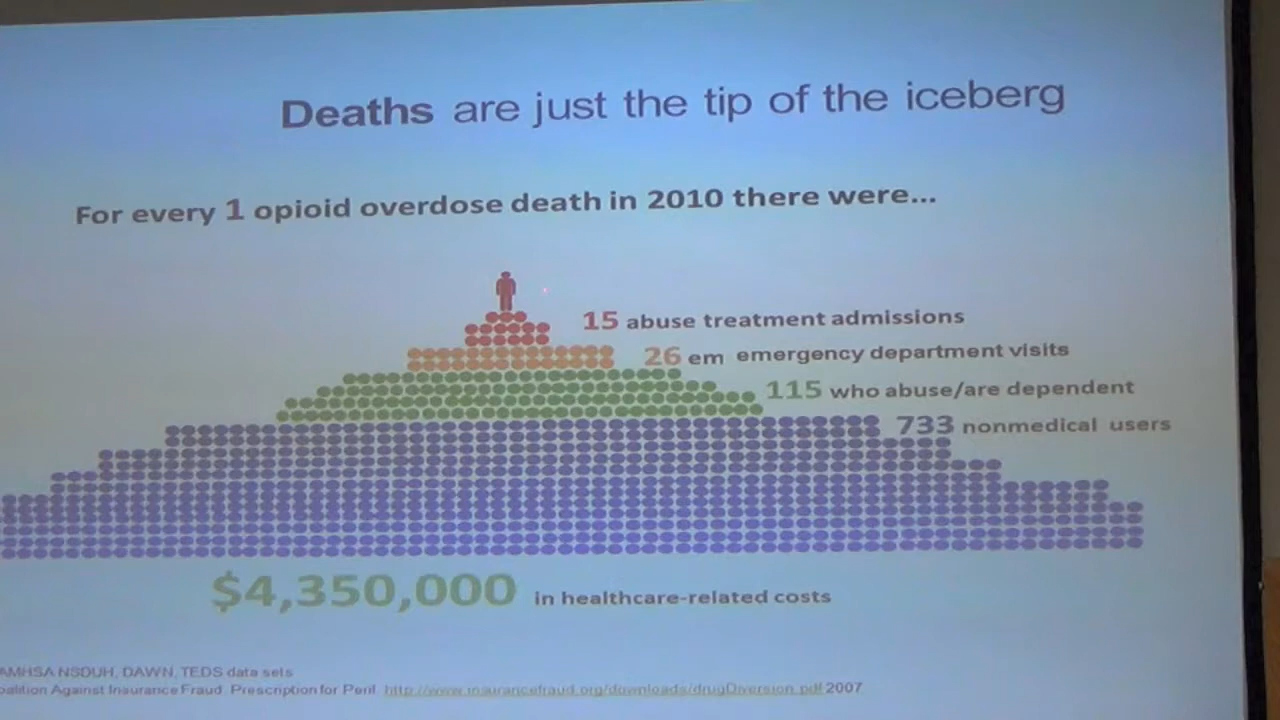 Deaths are just the tip of the iceberg
For every 1 opioid overdose death in 2010 there were...
15 abuse treatment admissions
26 em emergency department visits
115 who abuse/are dependent
733 nonmedical users
$4,350,000 in healthcare-related costs
AMHSA NSDUH, DAWN, TEDS data sets
oalition Against Insurance Fraud. Prescription for Peril. http://www.insurancefraud.org/downloads/drugDiversion.pdf 2007